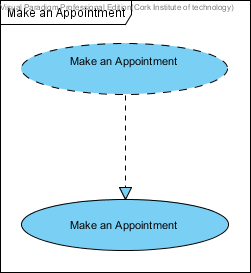 Visual Paradigm Professional Edition(Cork Institute of technology)
Make an Appointment
Make an Appointment
Make an Appointment